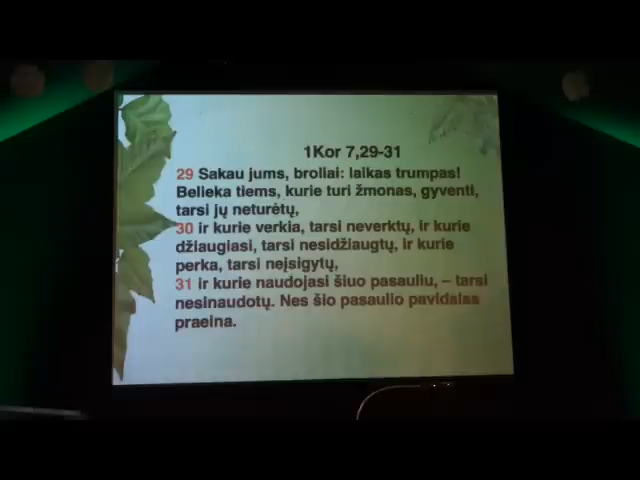 1Kor 7,29-31
29 Sakau jums, broliai: laikas trumpas!
Belieka tiems, kurie turi žmonas, gyventi,
tarsi jų neturėtų,
30 ir kurie verkia, tarsi neverktų, ir kurie
džiaugiasi, tarsi nesidžiaugtų, ir kurie
perka, tarsi neįsigytų,
31 ir kurie naudojasi šiuo pasauliu, – tarsi
nesinaudotų. Nes šio pasaulio pavidalas
praeina.